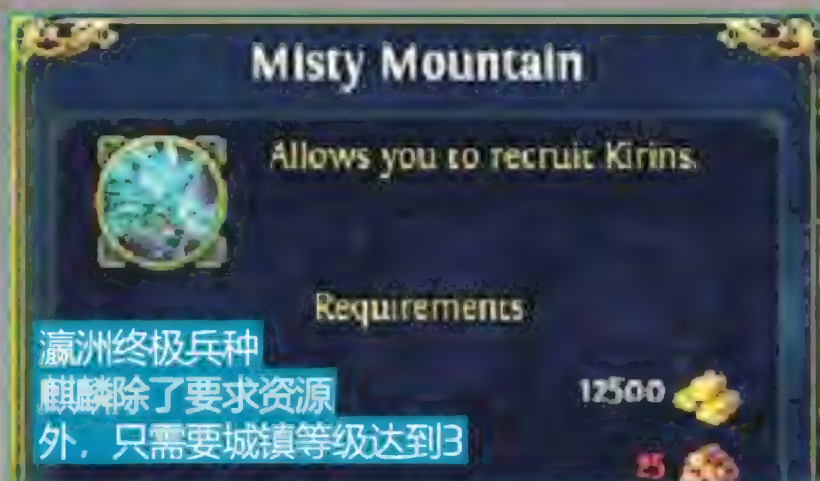 Misty Mountain
Allows you to recruit Kirins.
Requirements
瀛洲终极兵种
麒麟除了要求资源
外，只需要城镇等级达到3
12500
25